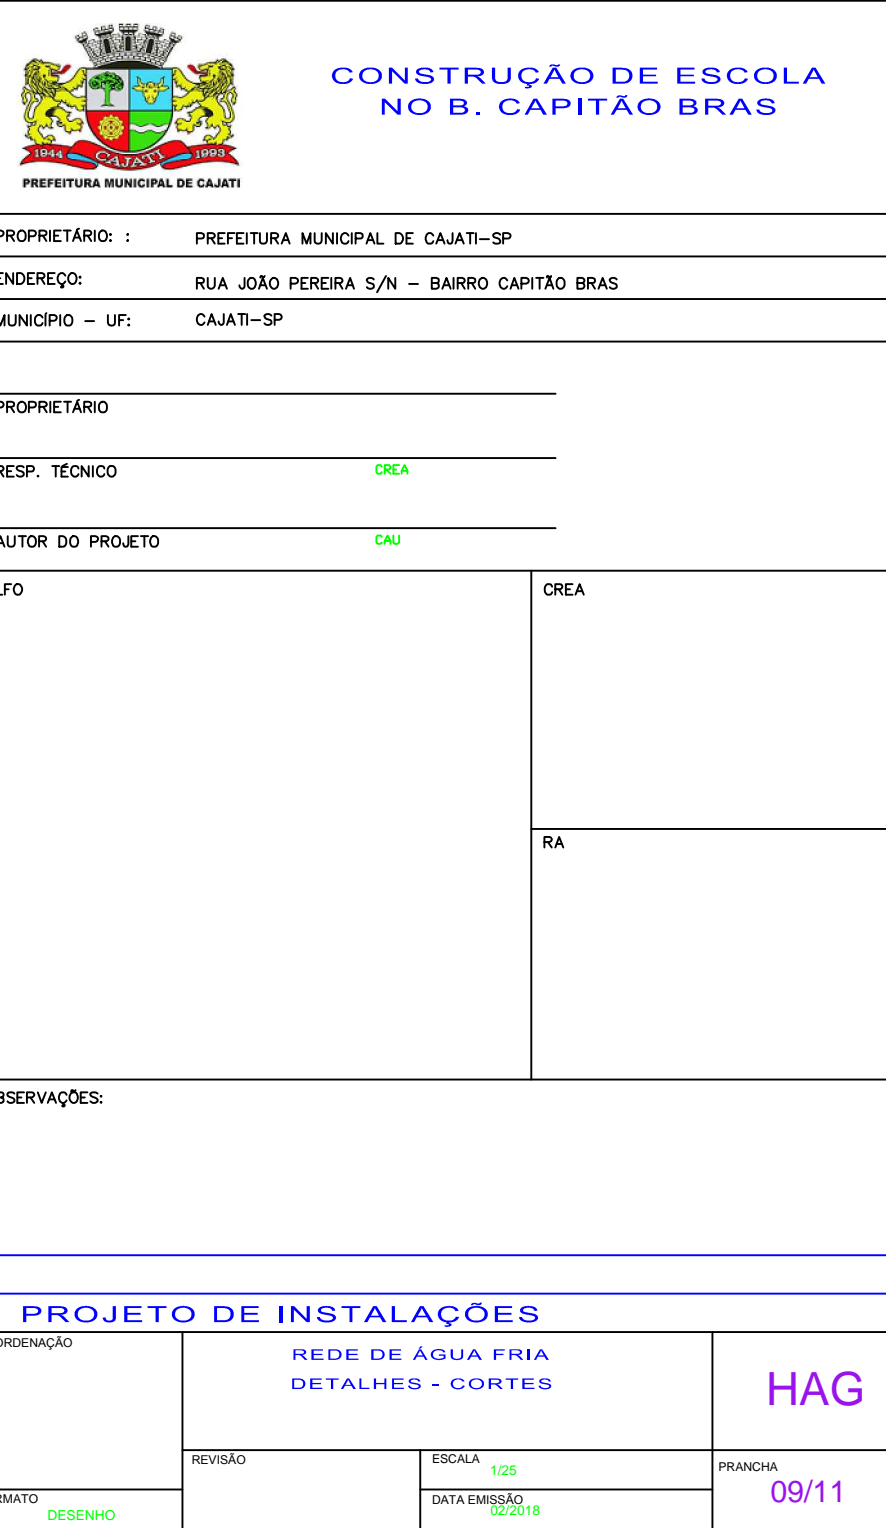 CONSTRUÇÃO DE ESCOLA
NO B. CAPITÃO BRAS
1944 CAJATI 1993
PREFEITURA MUNICIPAL DE CAJATI
PROPRIETÁRIO: : PREFEITURA MUNICIPAL DE CAJATI-SP
ENDEREÇO: RUA JOÃO PEREIRA S/N - BAIRRO CAPITÃO BRAS
MUNICÍPIO - UF: CAJATI-SP
PROPRIETÁRIO
RESP. TÉCNICO CREA
AUTOR DO PROJETO CAU
LFO CREA
RA
BSERVAÇÕES:
PROJETO DE INSTALAÇÕES
ORDENAÇÃO
REDE DE ÁGUA FRIA
DETALHES - CORTES
HAG
REVISÃO
ESCALA
1/25
PRANCHA
09/11
RMATO
DESENHO
DATA EMISSÃO
02/2018